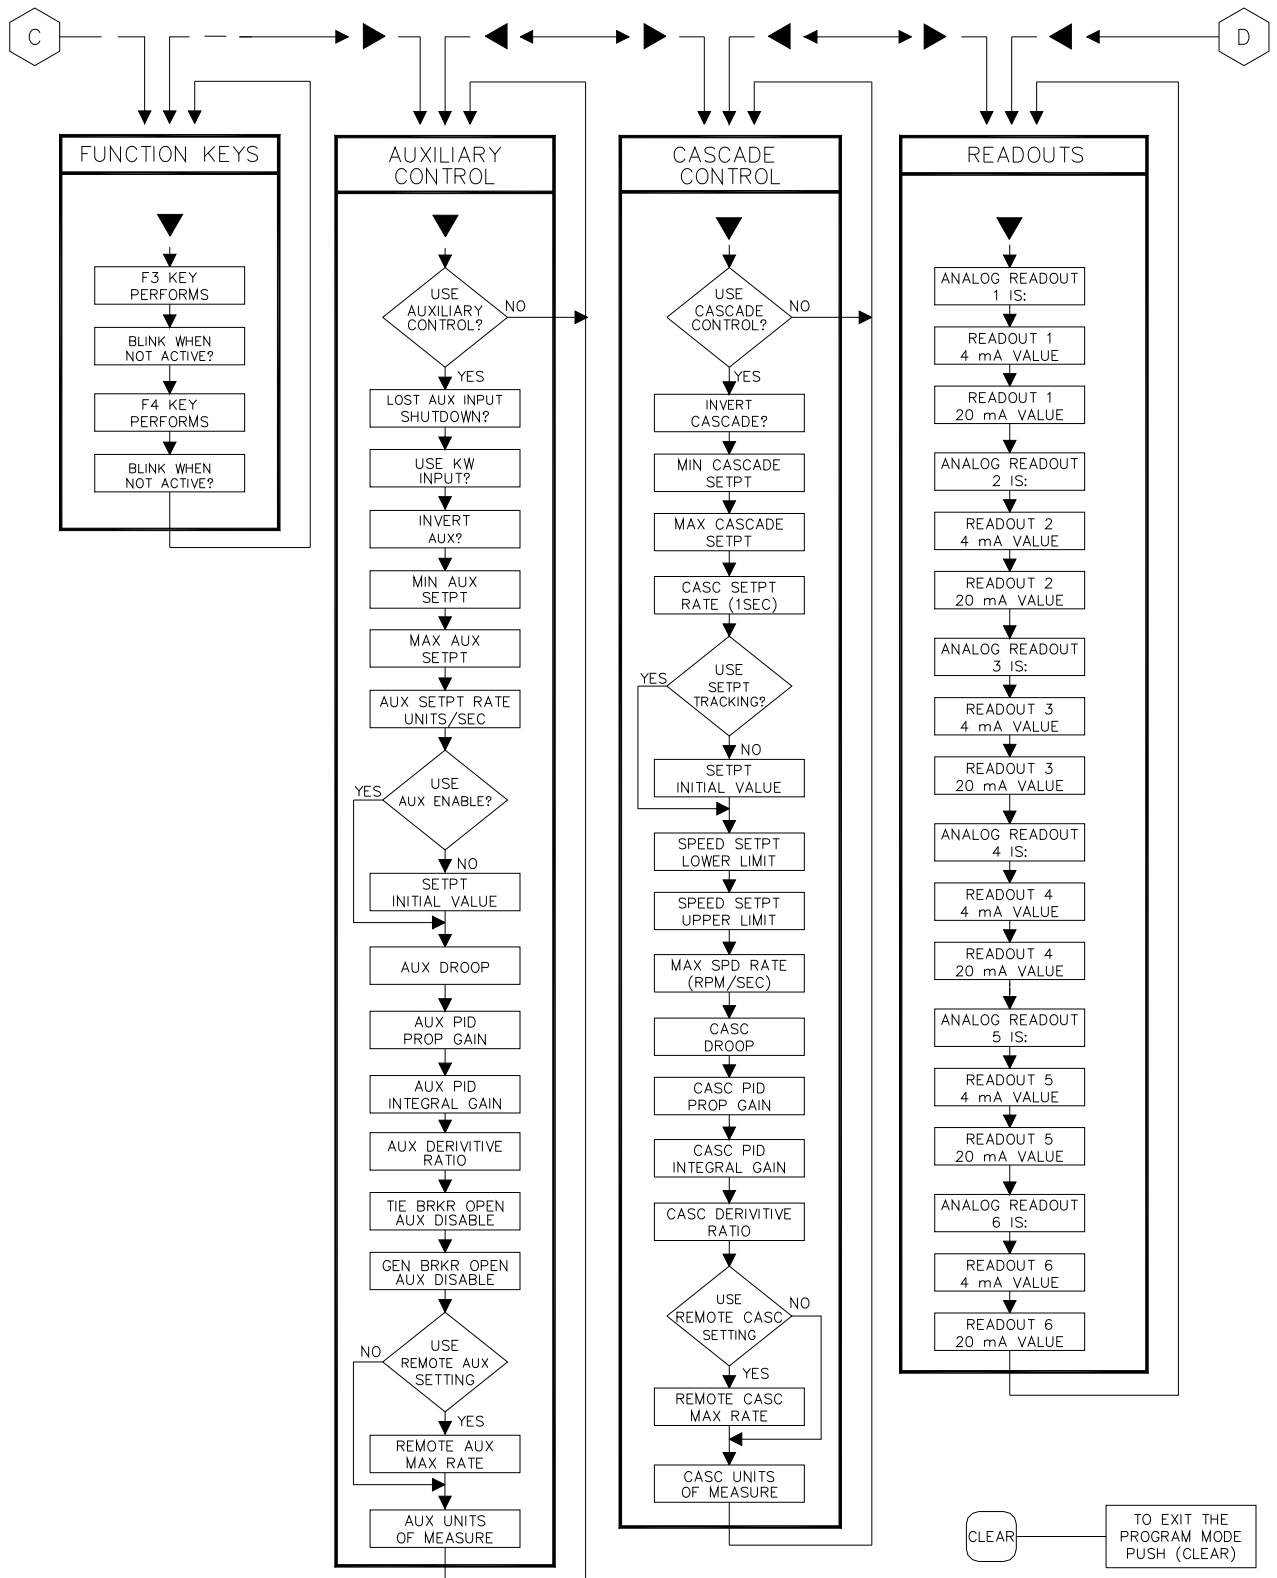 C
D
FUNCTION KEYS
F3 KEY
PERFORMS
BLINK WHEN
NOT ACTIVE?
F4 KEY
PERFORMS
BLINK WHEN
NOT ACTIVE?
AUXILIARY
CONTROL
USE
AUXILIARY
CONTROL?
NO
YES
LOST AUX INPUT
SHUTDOWN?
USE KW
INPUT?
INVERT
AUX?
MIN AUX
SETPT
MAX AUX
SETPT
AUX SETPT RATE
UNITS/SEC
USE
AUX ENABLE?
YES
NO
SETPT
INITIAL VALUE
AUX DROOP
AUX PID
PROP GAIN
AUX PID
INTEGRAL GAIN
AUX DERIVITIVE
RATIO
TIE BRKR OPEN
AUX DISABLE
GEN BRKR OPEN
AUX DISABLE
USE
REMOTE AUX
SETTING
NO
YES
REMOTE AUX
MAX RATE
AUX UNITS
OF MEASURE
CASCADE
CONTROL
USE
CASCADE
CONTROL?
NO
YES
INVERT
CASCADE?
MIN CASCADE
SETPT
MAX CASCADE
SETPT
CASC SETPT
RATE (1SEC)
USE
SETPT
TRACKING?
YES
NO
SETPT
INITIAL VALUE
SPEED SETPT
LOWER LIMIT
SPEED SETPT
UPPER LIMIT
MAX SPD RATE
(RPM/SEC)
CASC
DROOP
CASC PID
PROP GAIN
CASC PID
INTEGRAL GAIN
CASC DERIVITIVE
RATIO
USE
REMOTE CASC
SETTING
NO
YES
REMOTE CASC
MAX RATE
CASC UNITS
OF MEASURE
READOUTS
ANALOG READOUT
1 IS:
READOUT 1
4 mA VALUE
READOUT 1
20 mA VALUE
ANALOG READOUT
2 IS:
READOUT 2
4 mA VALUE
READOUT 2
20 mA VALUE
ANALOG READOUT
3 IS:
READOUT 3
4 mA VALUE
READOUT 3
20 mA VALUE
ANALOG READOUT
4 IS:
READOUT 4
4 mA VALUE
READOUT 4
20 mA VALUE
ANALOG READOUT
5 IS:
READOUT 5
4 mA VALUE
READOUT 5
20 mA VALUE
ANALOG READOUT
6 IS:
READOUT 6
4 mA VALUE
READOUT 6
20 mA VALUE
CLEAR
TO EXIT THE
PROGRAM MODE
PUSH (CLEAR)